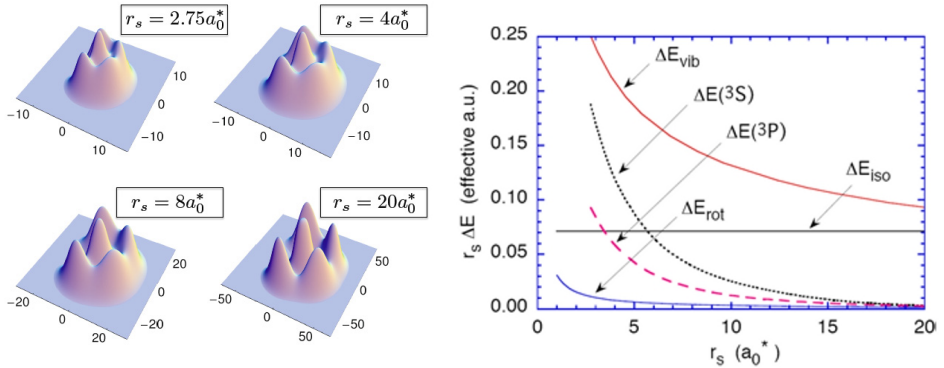 r_s = 2.75a_0^*
r_s = 4a_0^*
10
0
−10
−10
0
10
10
0
−10
−10
0
10
r_s = 8a_0^*
r_s = 20a_0^*
20
0
−20
−20
0
20
50
0
−50
−50
0
50
r_s ΔE (effective a.u.)
0.25
0.20
0.15
0.10
0.05
0.00
ΔE_vib
ΔE(³S)
ΔE(³P)
ΔE_iso
ΔE_rot
0 5 10 15 20
r_s (a_0^*)